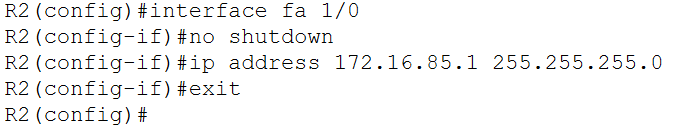 R2(config)#interface fa 1/0
R2(config-if)#no shutdown
R2(config-if)#ip address 172.16.85.1 255.255.255.0
R2(config-if)#exit
R2(config)#